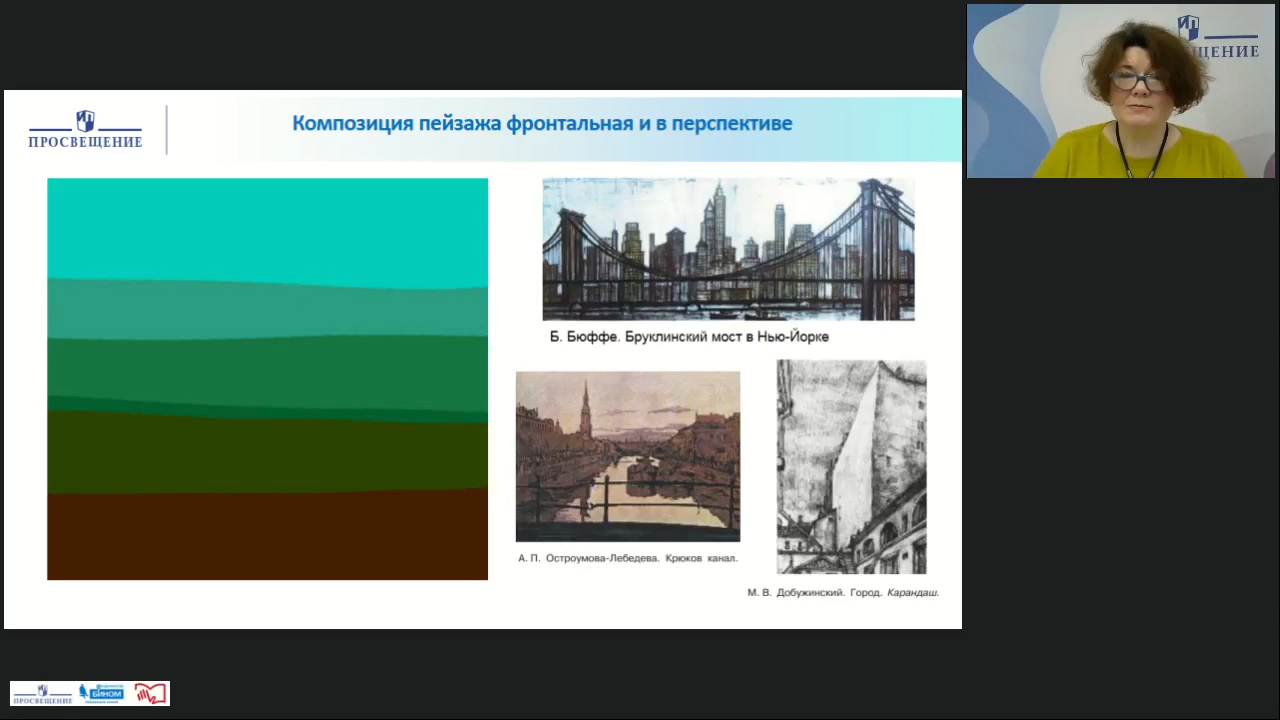 ПРОСВЕЩЕНИЕ
Композиция пейзажа фронтальная и в перспективе
Б. Бюффе. Бруклинский мост в Нью-Йорке
А. П. Остроумова-Лебедева. Крюков канал.
М. В. Добужинский. Город. Карандаш.
ЩЕНИЕ
ПРОСВЕЩЕНИЕ
БИНОМ